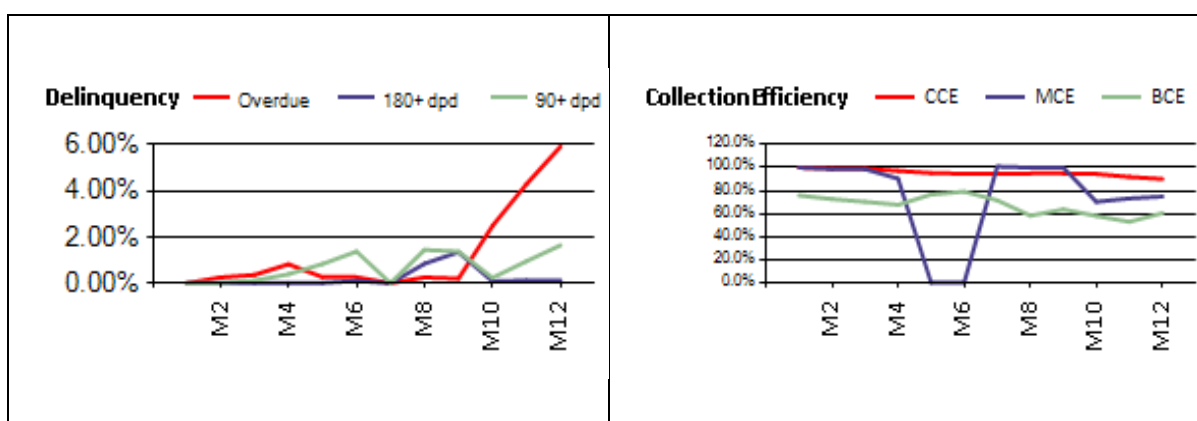 Delinquency Overdue 180+ dpd 90+ dpd
6.00%
4.00%
2.00%
0.00%
M2 M4 M6 M8 M10 M12
Collection Efficiency CCE MCE BCE
120.0%
100.0%
80.0%
60.0%
40.0%
20.0%
0.0%
M2 M4 M6 M8 M10 M12